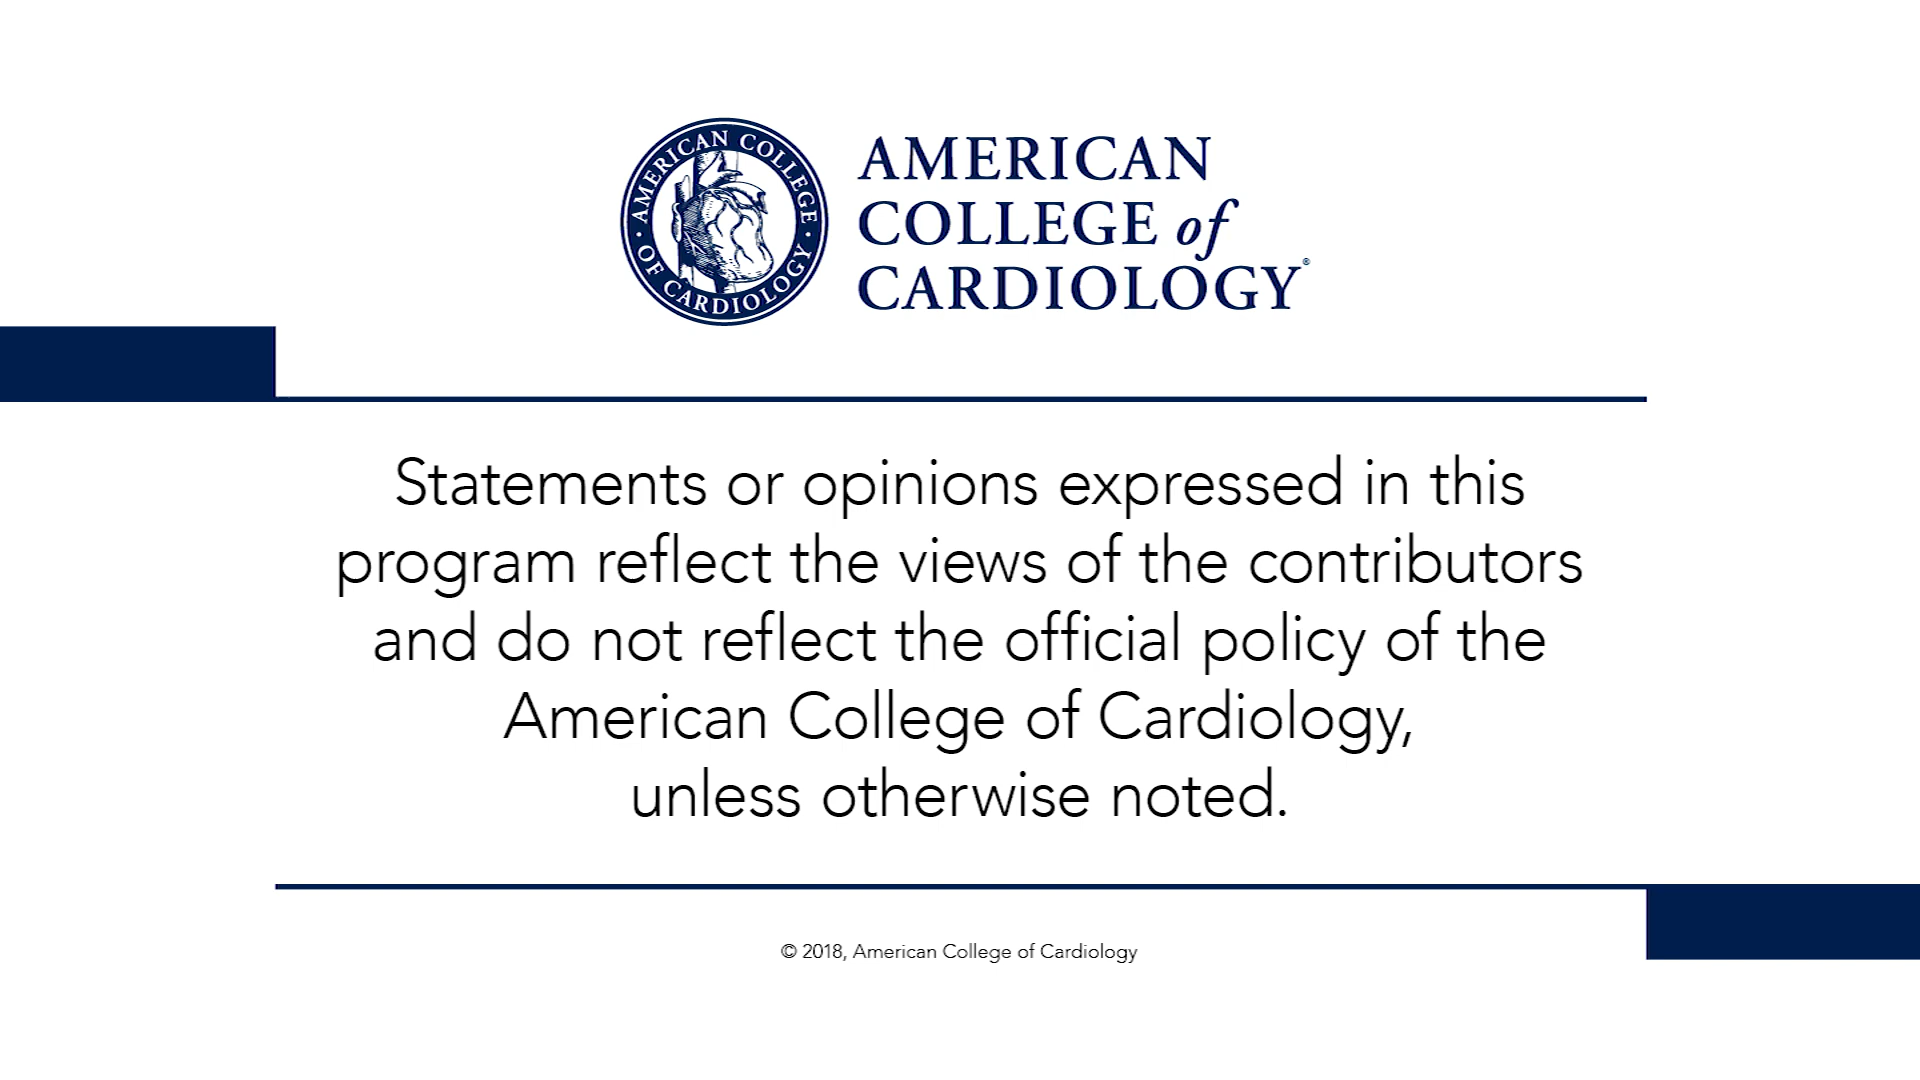 AMERICAN COLLEGE
· OF CARDIOLOGY ·
AMERICAN
COLLEGE of
CARDIOLOGY®
Statements or opinions expressed in this
program reflect the views of the contributors
and do not reflect the official policy of the
American College of Cardiology,
unless otherwise noted.
© 2018, American College of Cardiology